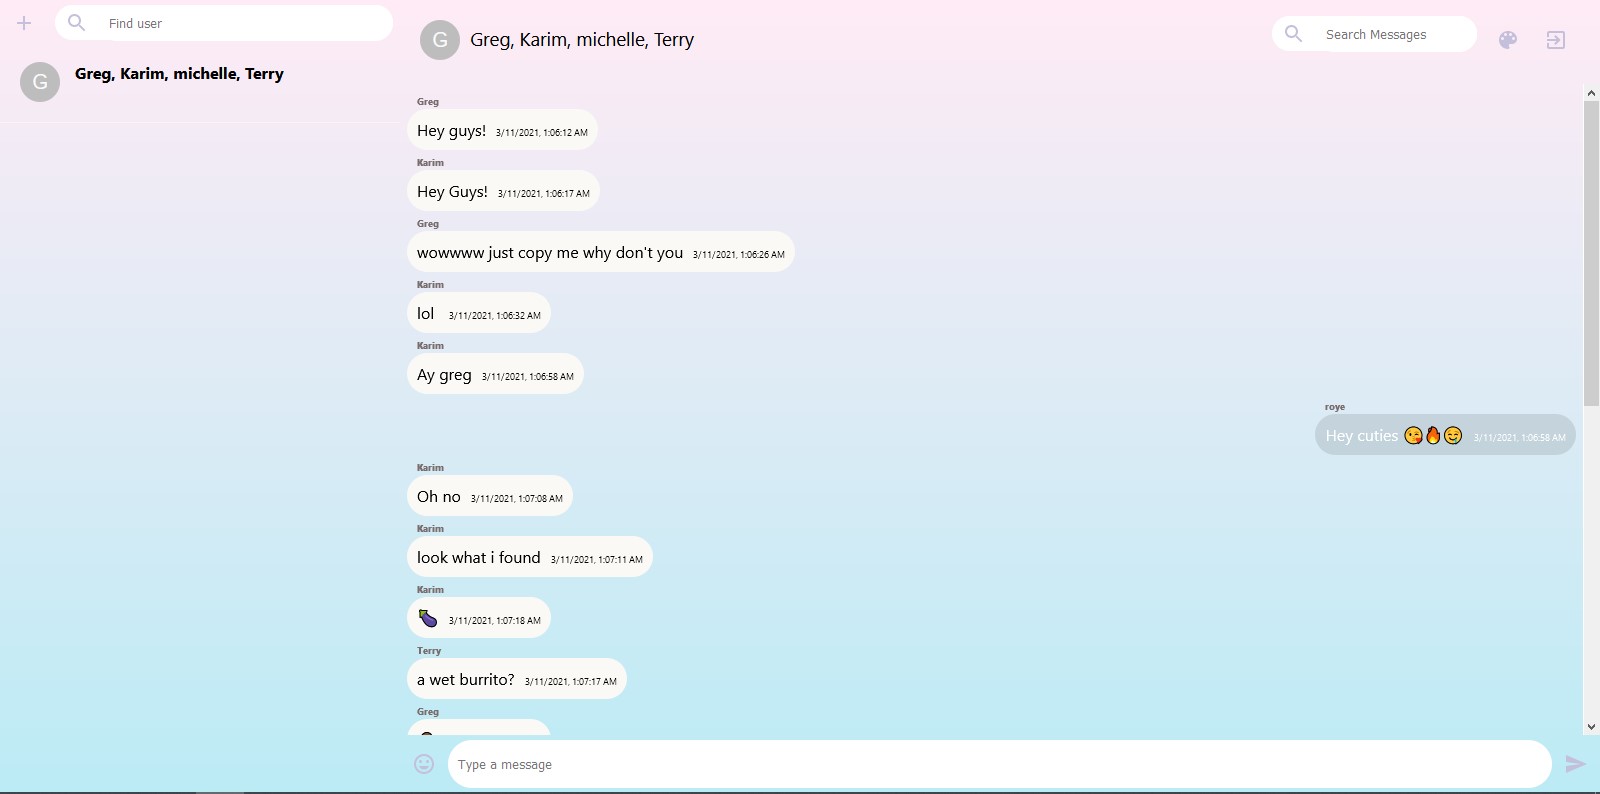 Find user
G
Greg, Karim, michelle, Terry
G
Greg, Karim, michelle, Terry
Search Messages
Greg
Hey guys! 3/11/2021, 1:06:12 AM
Karim
Hey Guys! 3/11/2021, 1:06:17 AM
Greg
wowwww just copy me why don't you 3/11/2021, 1:06:26 AM
Karim
lol 3/11/2021, 1:06:32 AM
Karim
Ay greg 3/11/2021, 1:06:58 AM
roye
Hey cuties 😘🔥😊 3/11/2021, 1:06:58 AM
Karim
Oh no 3/11/2021, 1:07:08 AM
Karim
look what i found 3/11/2021, 1:07:11 AM
Karim
🍆 3/11/2021, 1:07:18 AM
Terry
a wet burrito? 3/11/2021, 1:07:17 AM
Greg
Type a message